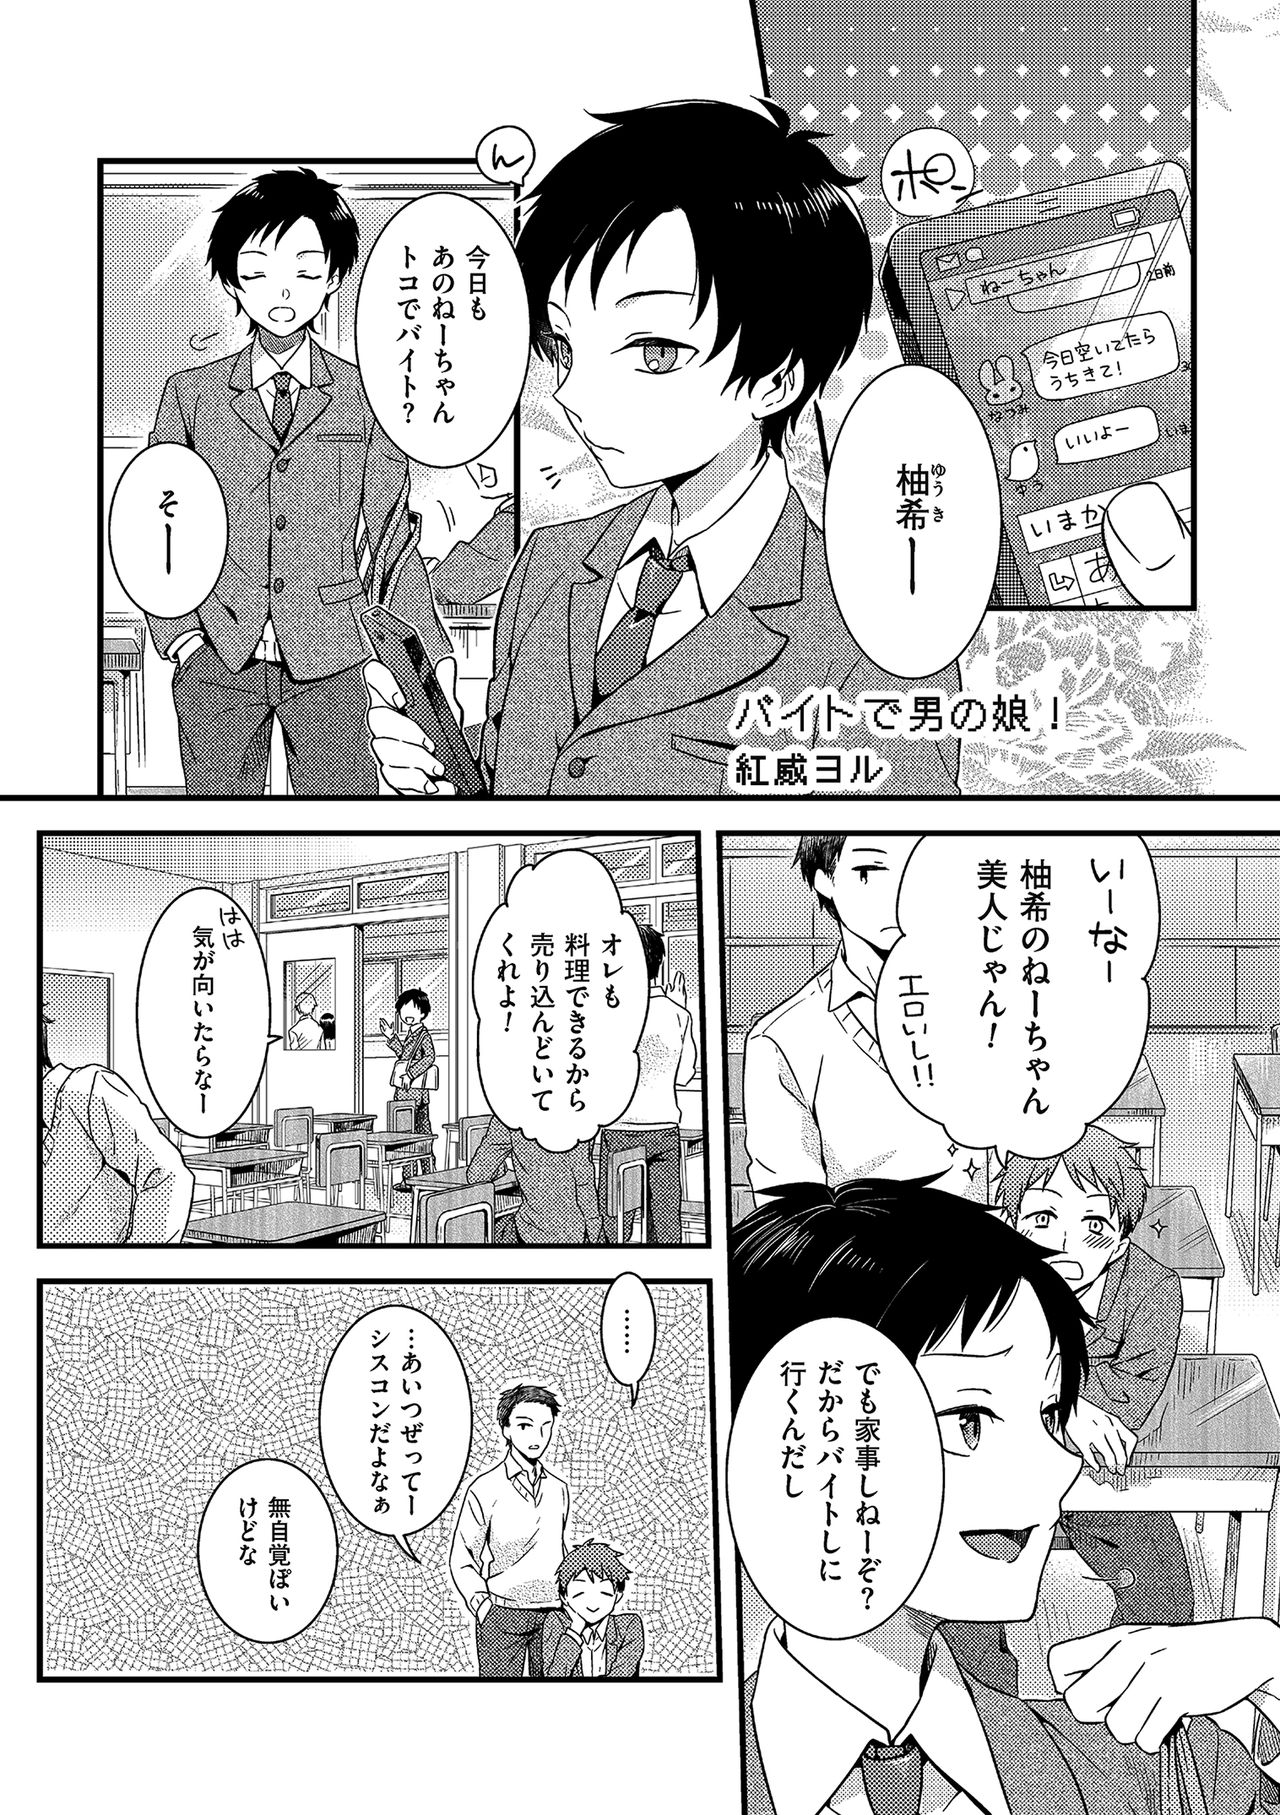 ポーン
ねーちゃん
2日前
今日空いてたら
うちきて!
なつみ
いいよー
ゆう
いまか
あ
柚希ー
ゆうき
ん
今日も
あのねーちゃん
トコでバイト?
そー
バイトで男の娘!
紅威ヨル
いーなー
柚希のねーちゃん
美人じゃん!
エロいし!!
でも家事しねーぞ?
だからバイトしに
行くんだし
オレも
料理できるから
売り込んどいて
くれよ!
はは
気が向いたらなー
……
…あいつぜってー
シスコンだよなぁ
無自覚ぽい
けどな